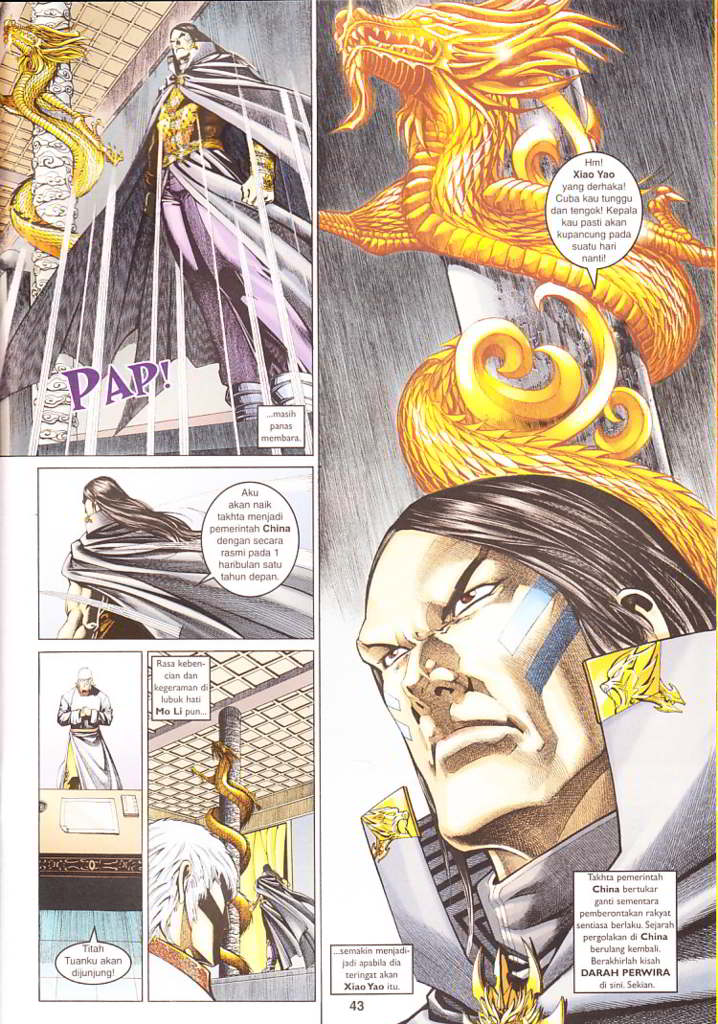 PAP!
...masih
panas
membara.
Aku
akan naik
takhta menjadi
pemerintah China
dengan secara
rasmi pada 1
haribulan satu
tahun depan.
Titah
Tuanku akan
dijunjung!
Rasa keben-
cian dan
kegeraman di
lubuk hati
Mo Li pun...
Hm!
Xiao Yao
yang derhaka!
Cuba kau tunggu
dan tengok! Kepala
kau pasti akan
kupancung pada
suatu hari
nanti!
...semakin menjadi-
jadi apabila dia
teringat akan
Xiao Yao itu.
Takhta pemerintah
China bertukar
ganti sementara
pemberontakan rakyat
sentiasa berlaku. Sejarah
pergolakan di China
berulang kembali.
Berakhirlah kisah
DARAH PERWIRA
di sini. Sekian.
43